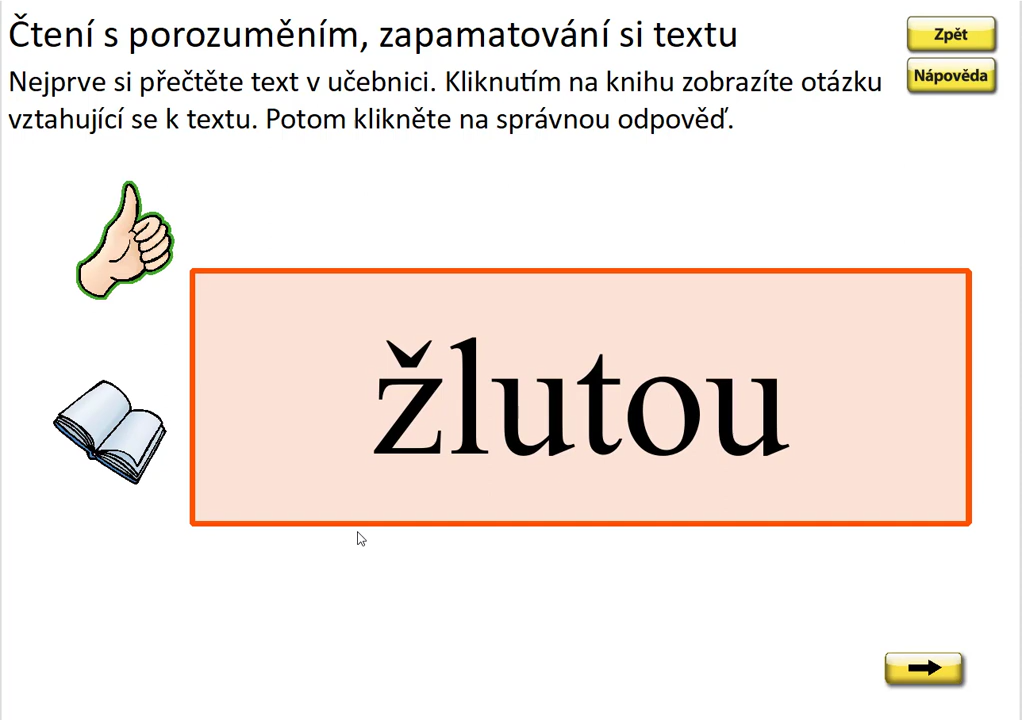 Čtení s porozuměním, zapamatování si textu
Zpět
Nejprve si přečtěte text v učebnici. Kliknutím na knihu zobrazíte otázku
Nápověda
vztahující se k textu. Potom klikněte na správnou odpověď.
žlutou